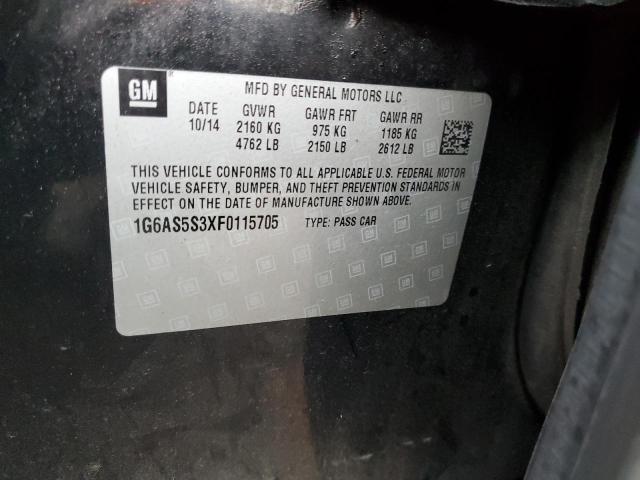 GM®
MFD BY GENERAL MOTORS LLC
DATE GVWR GAWR FRT GAWR RR
10/14 2160 KG 975 KG 1185 KG
4762 LB 2150 LB 2612 LB
THIS VEHICLE CONFORMS TO ALL APPLICABLE U.S. FEDERAL MOTOR
VEHICLE SAFETY, BUMPER, AND THEFT PREVENTION STANDARDS IN
EFFECT ON THE DATE OF MANUFACTURE SHOWN ABOVE.
1G6AS5S3XF0115705 TYPE: PASS CAR